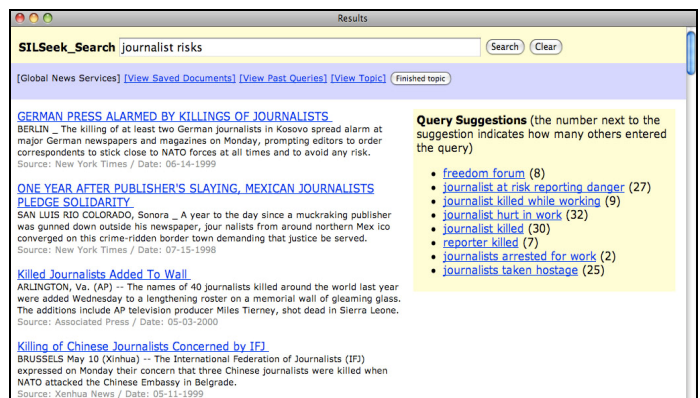 Results
SILSeek_Search journalist risks Search Clear
[Global News Services] [View Saved Documents] [View Past Queries] [View Topic] Finished topic
GERMAN PRESS ALARMED BY KILLINGS OF JOURNALISTS
BERLIN _ The killing of at least two German journalists in Kosovo spread alarm at
major German newspapers and magazines on Monday, prompting editors to order
correspondents to stick close to NATO forces at all times and to avoid any risk.
Source: New York Times / Date: 06-14-1999
ONE YEAR AFTER PUBLISHER'S SLAYING, MEXICAN JOURNALISTS
PLEDGE SOLIDARITY
SAN LUIS RIO COLORADO, Sonora _ A year to the day since a muckraking publisher
was gunned down outside his newspaper, jour nalists from around northern Mex ico
converged on this crime-ridden border town demanding that justice be served.
Source: New York Times / Date: 07-15-1998
Killed Journalists Added To Wall
ARLINGTON, Va. (AP) -- The names of 40 journalists killed around the world last year
were added Wednesday to a lengthening roster on a memorial wall of gleaming glass.
The additions include AP television producer Miles Tierney, shot dead in Sierra Leone.
Source: Associated Press / Date: 05-03-2000
Killing of Chinese Journalists Concerned by IFJ
BRUSSELS May 10 (Xinhua) -- The International Federation of Journalists (IFJ)
expressed on Monday their concern that three Chinese journalists were killed when
NATO attacked the Chinese Embassy in Belgrade.
Source: Xenhua News / Date: 05-11-1999
Query Suggestions (the number next to the
suggestion indicates how many others entered
the query)
• freedom forum (8)
• journalist at risk reporting danger (27)
• journalist killed while working (9)
• journalist hurt in work (32)
• journalist killed (30)
• reporter killed (7)
• journalists arrested for work (2)
• journalists taken hostage (25)